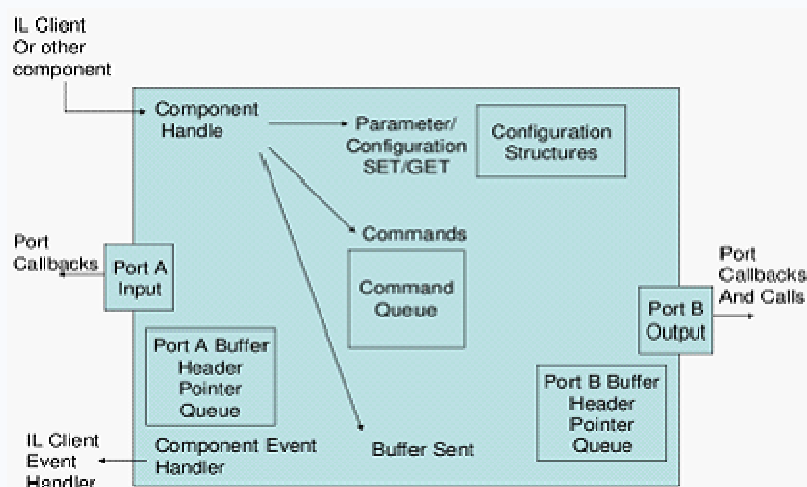 IL Client
Or other
component
Component
Handle
Parameter/
Configuration
SET/GET
Configuration
Structures
Commands
Command
Queue
Port
Callbacks
Port A
Input
Port
Callbacks
And Calls
Port B
Output
Port A Buffer
Header
Pointer
Queue
Port B Buffer
Header
Pointer
Queue
IL Client
Event
Handler
Component Event
Handler
Buffer Sent